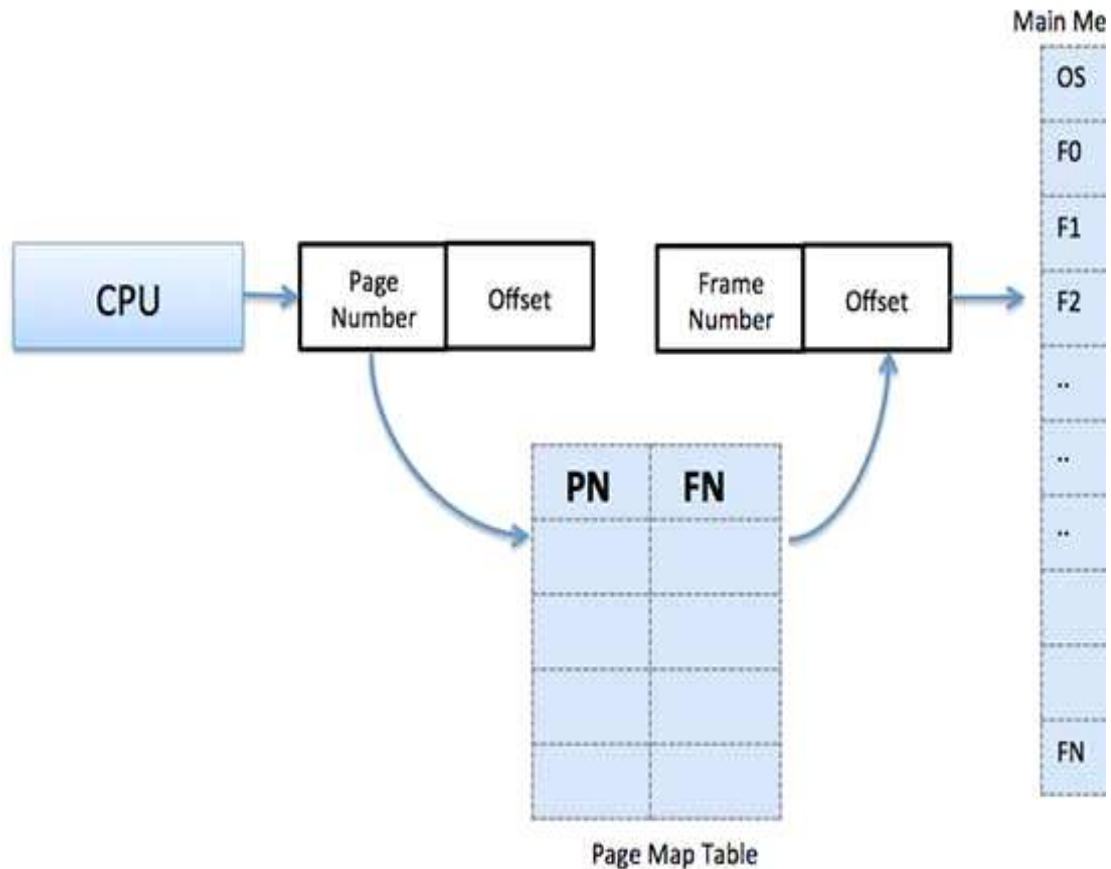 Main Me
OS
F0
F1
F2
..
..
..
FN
CPU
Page
Number
Offset
Frame
Number
Offset
PN
FN
Page Map Table